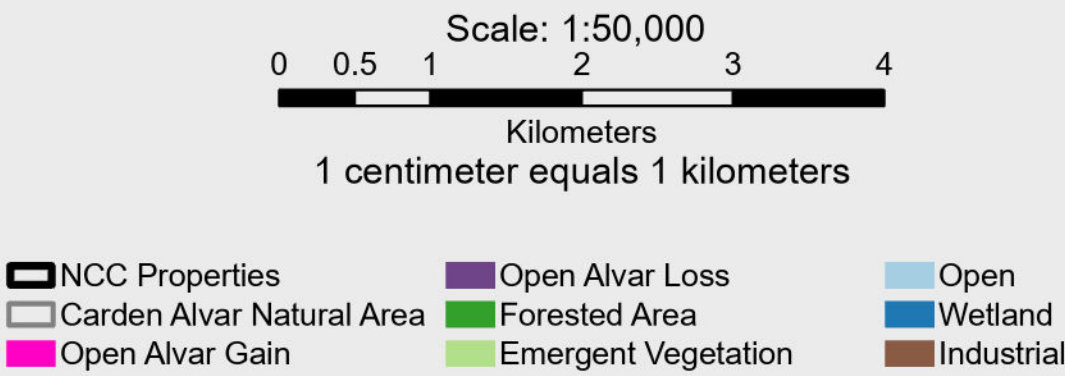 Scale: 1:50,000
0 0.5 1 2 3 4
Kilometers
1 centimeter equals 1 kilometers
NCC Properties
Carden Alvar Natural Area
Open Alvar Gain
Open Alvar Loss
Forested Area
Emergent Vegetation
Open
Wetland
Industrial